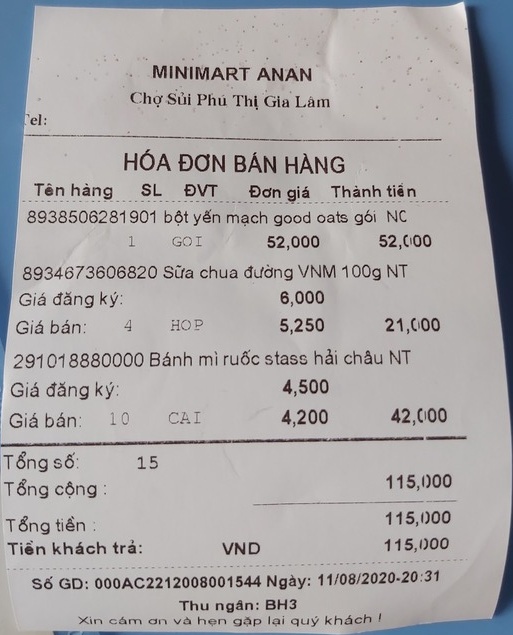 MINIMART ANAN
Chợ Sủi Phú Thị Gia Lâm
Tel:
HÓA ĐƠN BÁN HÀNG
Tên hàng SL ĐVT Đơn giá Thành tiền
8938506281901 bột yến mạch good oats gói NC
1 GOI 52,000 52,000
8934673606820 Sữa chua đường VNM 100g NT
Giá đăng ký: 6,000
Giá bán: 4 HOP 5,250 21,000
291018880000 Bánh mì ruốc stass hải châu NT
Giá đăng ký: 4,500
Giá bán: 10 CAI 4,200 42,000
Tổng số: 15
Tổng cộng : 115,000
Tổng tiền : 115,000
Tiền khách trả: VND 115,000
Số GD: 000AC2212008001544 Ngày: 11/08/2020-20:31
Thu ngân: BH3
Xin cám ơn và hẹn gặp lại quý khách !